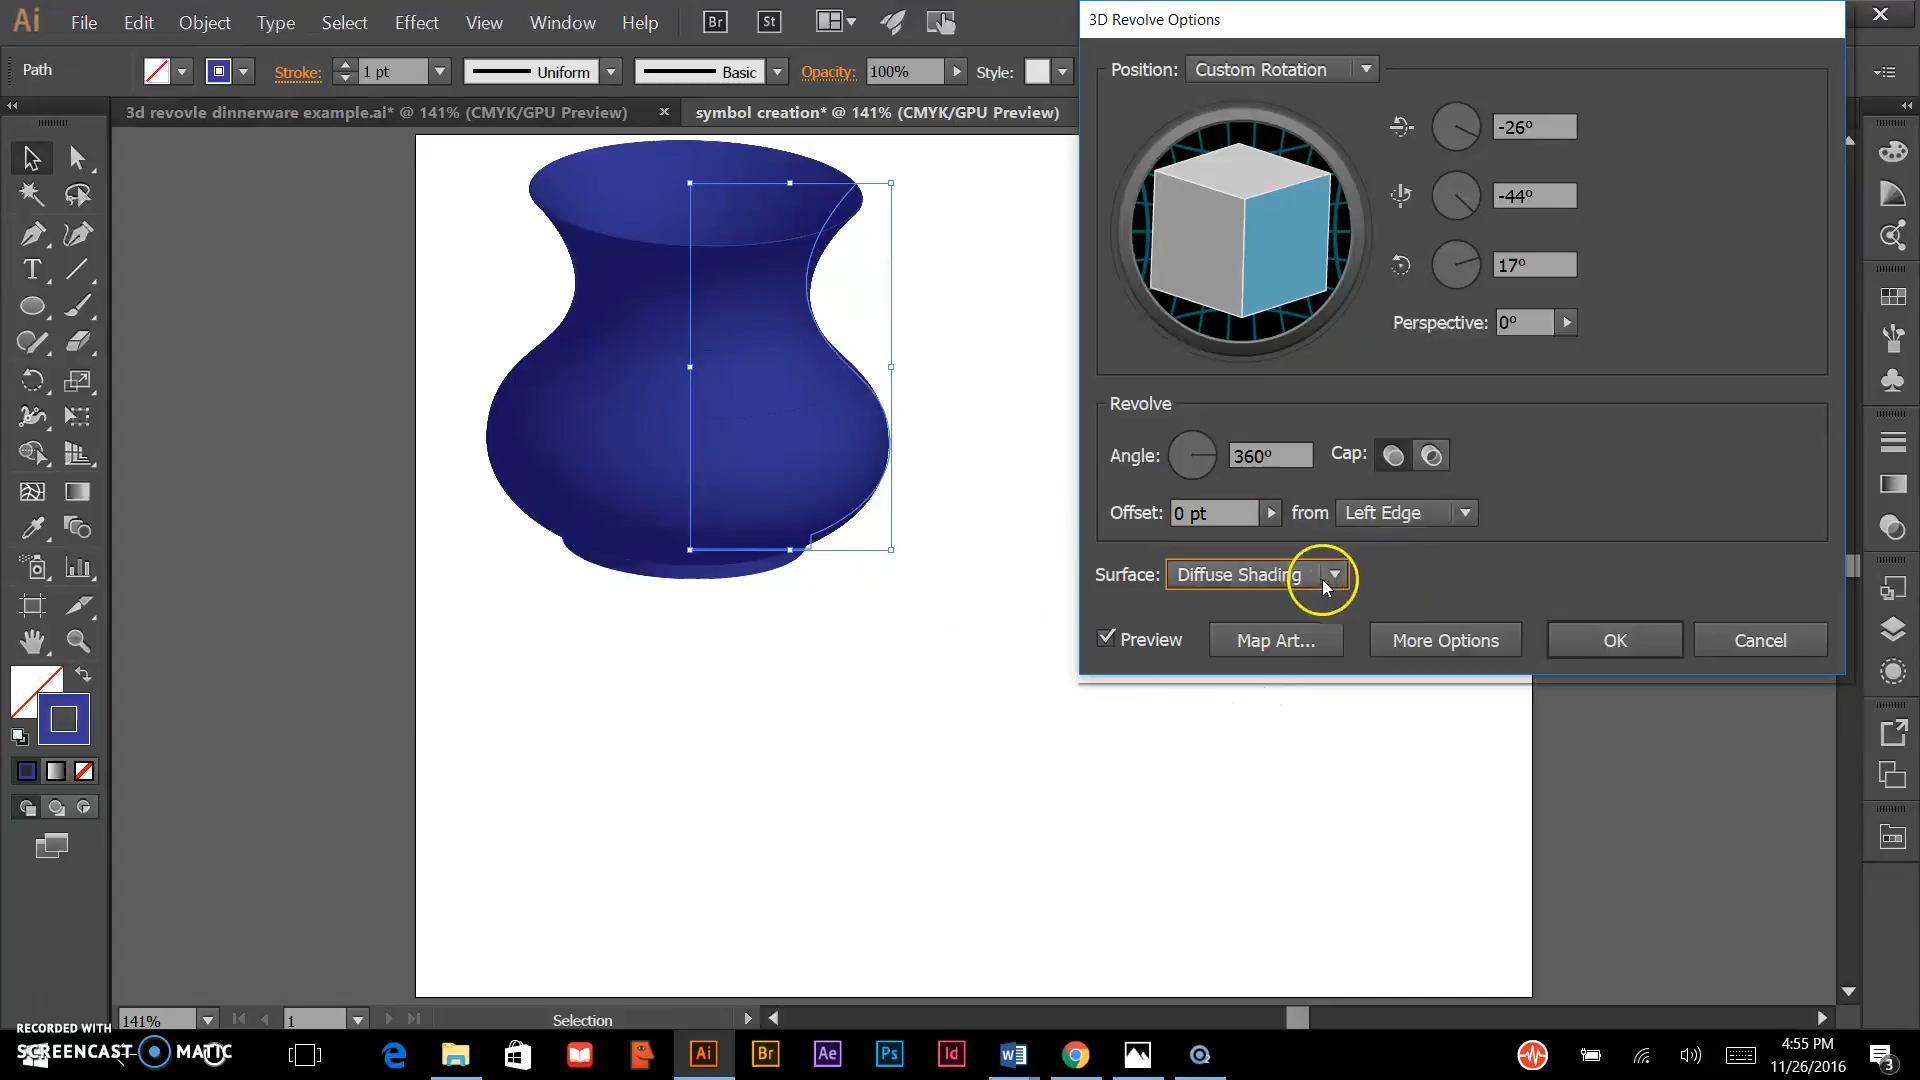 3D Revolve Options
Ai File Edit Object Type Select Effect View Window Help Br St
Position: Custom Rotation
Path Stroke: 1 pt Uniform Basic Opacity: 100% Style:
3d revovle dinnerware example.ai* @ 141% (CMYK/GPU Preview) symbol creation* @ 141% (CMYK/GPU Preview)
-26°
-44°
17°
Perspective: 0°
Revolve
Angle: 360° Cap:
Offset: 0 pt from Left Edge
Surface: Diffuse Shading
Preview Map Art... More Options OK Cancel
141% 1 Selection
RECORDED WITH
SCREENCAST MATIC
Ai Br Ae Ps Id
4:55 PM
11/26/2016
3